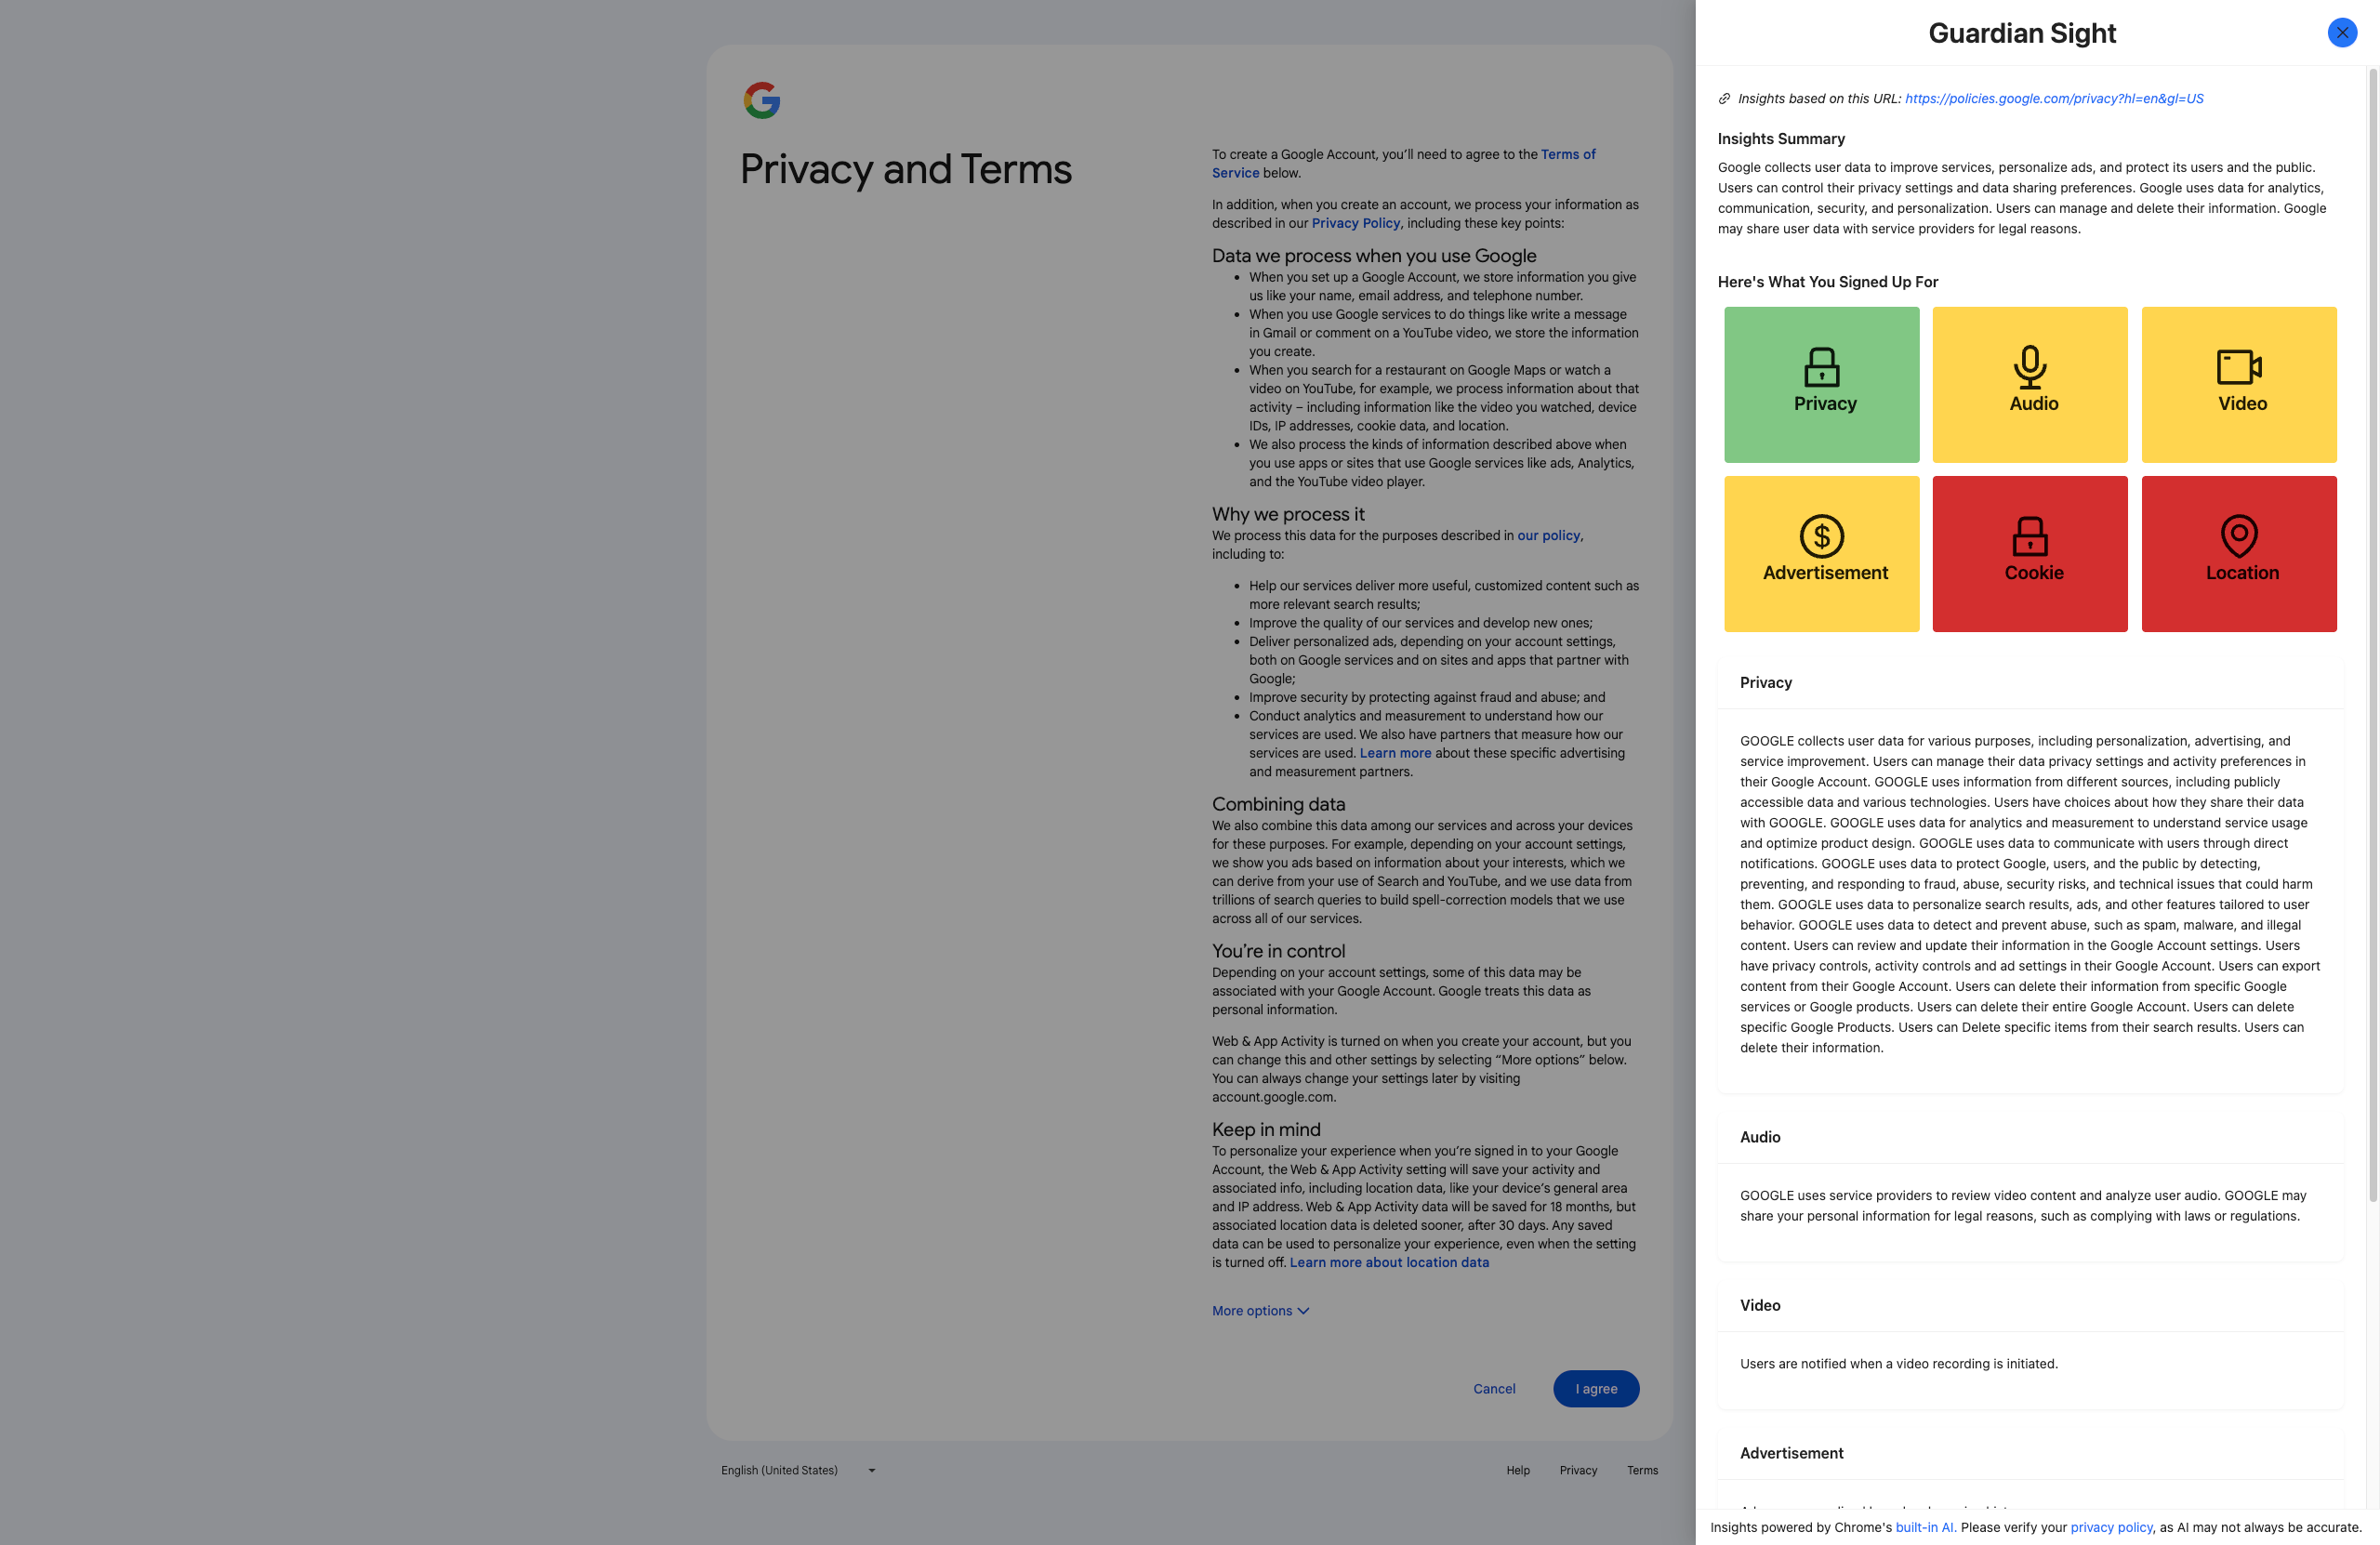 Privacy and Terms
To create a Google Account, you’ll need to agree to the Terms of
Service below.
In addition, when you create an account, we process your information as
described in our Privacy Policy, including these key points:
Data we process when you use Google
• When you set up a Google Account, we store information you give
us like your name, email address, and telephone number.
• When you use Google services to do things like write a message
in Gmail or comment on a YouTube video, we store the information
you create.
• When you search for a restaurant on Google Maps or watch a
video on YouTube, for example, we process information about that
activity – including information like the video you watched, device
IDs, IP addresses, cookie data, and location.
• We also process the kinds of information described above when
you use apps or sites that use Google services like ads, Analytics,
and the YouTube video player.
Why we process it
We process this data for the purposes described in our policy,
including to:
• Help our services deliver more useful, customized content such as
more relevant search results;
• Improve the quality of our services and develop new ones;
• Deliver personalized ads, depending on your account settings,
both on Google services and on sites and apps that partner with
Google;
• Improve security by protecting against fraud and abuse; and
• Conduct analytics and measurement to understand how our
services are used. We also have partners that measure how our
services are used. Learn more about these specific advertising
and measurement partners.
Combining data
We also combine this data among our services and across your devices
for these purposes. For example, depending on your account settings,
we show you ads based on information about your interests, which we
can derive from your use of Search and YouTube, and we use data from
trillions of search queries to build spell-correction models that we use
across all of our services.
You’re in control
Depending on your account settings, some of this data may be
associated with your Google Account. Google treats this data as
personal information.
Web & App Activity is turned on when you create your account, but you
can change this and other settings by selecting “More options” below.
You can always change your settings later by visiting
account.google.com.
Keep in mind
To personalize your experience when you’re signed in to your Google
Account, the Web & App Activity setting will save your activity and
associated info, including location data, like your device’s general area
and IP address. Web & App Activity data will be saved for 18 months, but
associated location data is deleted sooner, after 30 days. Any saved
data can be used to personalize your experience, even when the setting
is turned off. Learn more about location data
More options
Cancel
I agree
English (United States)
Help
Privacy
Terms
Guardian Sight
Insights based on this URL: https://policies.google.com/privacy?hl=en&gl=US
Insights Summary
Google collects user data to improve services, personalize ads, and protect its users and the public.
Users can control their privacy settings and data sharing preferences. Google uses data for analytics,
communication, security, and personalization. Users can manage and delete their information. Google
may share user data with service providers for legal reasons.
Here's What You Signed Up For
Privacy
Audio
Video
Advertisement
Cookie
Location
Privacy
GOOGLE collects user data for various purposes, including personalization, advertising, and
service improvement. Users can manage their data privacy settings and activity preferences in
their Google Account. GOOGLE uses information from different sources, including publicly
accessible data and various technologies. Users have choices about how they share their data
with GOOGLE. GOOGLE uses data for analytics and measurement to understand service usage
and optimize product design. GOOGLE uses data to communicate with users through direct
notifications. GOOGLE uses data to protect Google, users, and the public by detecting,
preventing, and responding to fraud, abuse, security risks, and technical issues that could harm
them. GOOGLE uses data to personalize search results, ads, and other features tailored to user
behavior. GOOGLE uses data to detect and prevent abuse, such as spam, malware, and illegal
content. Users can review and update their information in the Google Account settings. Users
have privacy controls, activity controls and ad settings in their Google Account. Users can export
content from their Google Account. Users can delete their information from specific Google
services or Google products. Users can delete their entire Google Account. Users can delete
specific Google Products. Users can Delete specific items from their search results. Users can
delete their information.
Audio
GOOGLE uses service providers to review video content and analyze user audio. GOOGLE may
share your personal information for legal reasons, such as complying with laws or regulations.
Video
Users are notified when a video recording is initiated.
Advertisement
Insights powered by Chrome's built-in AI. Please verify your privacy policy, as AI may not always be accurate.